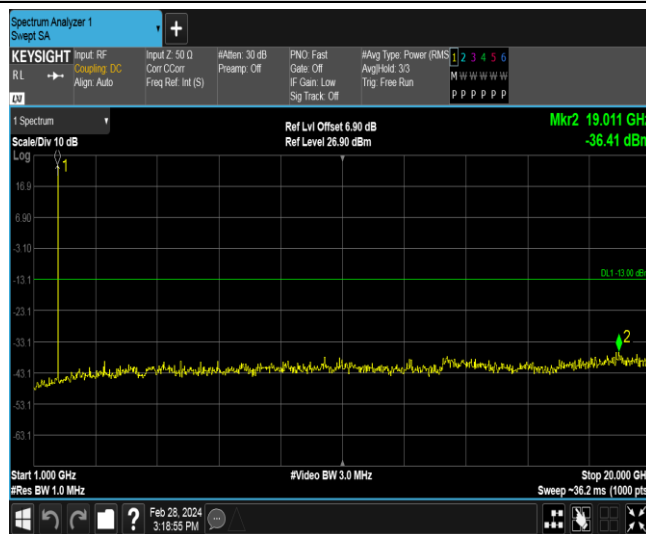 Spectrum Analyzer 1
Swept SA
+
KEYSIGHT Input: RF Input Z: 50 Ω #Atten: 30 dB PNO: Fast #Avg Type: Power (RMS 1 2 3 4 5 6
RL Coupling: DC Corr CCorr Preamp: Off Gate: Off Avg|Hold: 3/3 M W W W W W
Align: Auto Freq Ref: Int (S) IF Gain: Low Trig: Free Run
Sig Track: Off P P P P P P
LXI
1 Spectrum Ref Lvl Offset 6.90 dB Mkr2 19.011 GHz
Scale/Div 10 dB Ref Level 26.90 dBm -36.41 dBm
Log
1
16.9
6.90
-3.10
-13.1 DL1 -13.00 dBm
-23.1
-33.1 2
-43.1
-53.1
-63.1
Start 1.000 GHz #Video BW 3.0 MHz Stop 20.000 GH
#Res BW 1.0 MHz Sweep ~36.2 ms (1000 pts
? Feb 28, 2024
3:18:55 PM